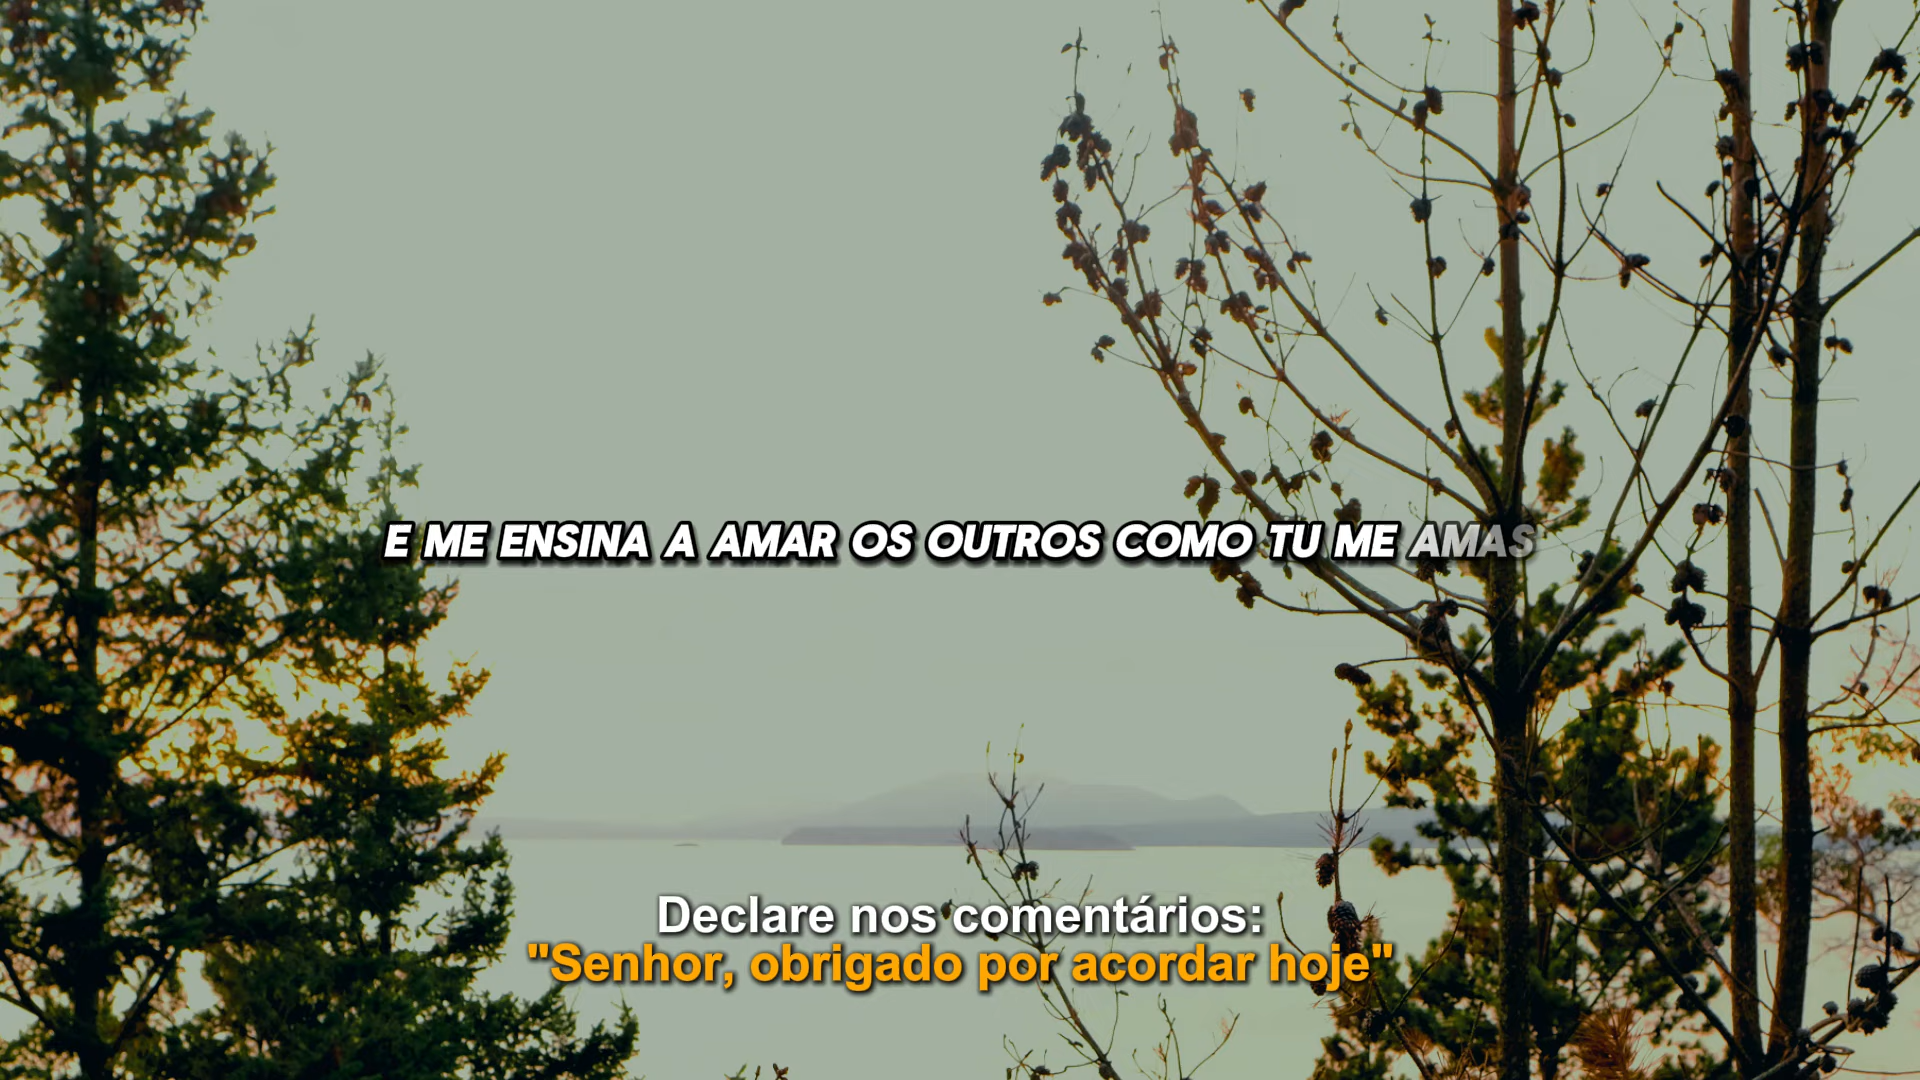 E ME ENSINA A AMAR OS OUTROS COMO TU ME AMAS
Declare nos comentários:
"Senhor, obrigado por acordar hoje"